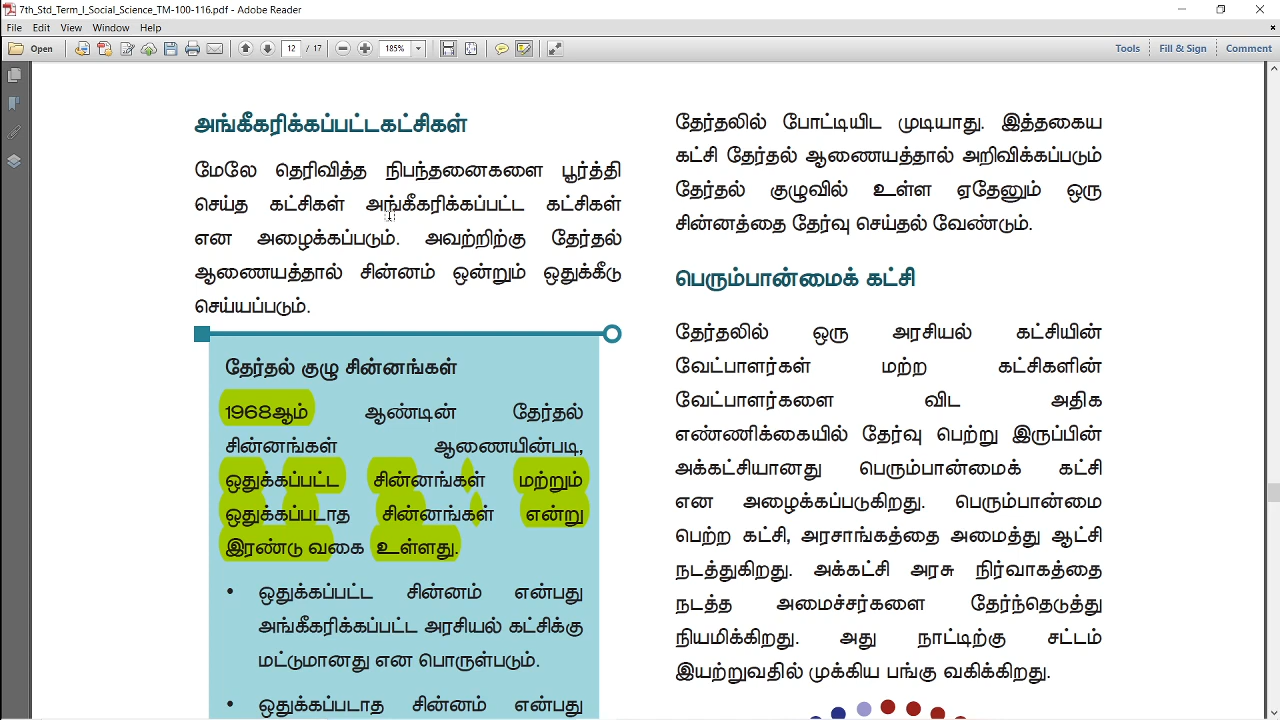 7th_Std_Term_I_Social_Science_TM-100-116.pdf - Adobe Reader
File Edit View Window Help
Open 12 / 17 185% Tools Fill & Sign Comment
அங்கீகரிக்கப்பட்டகட்சிகள்
மேலே தெரிவித்த நிபந்தனைகளை பூர்த்தி
செய்த கட்சிகள் அங்கீகரிக்கப்பட்ட கட்சிகள்
என அழைக்கப்படும். அவற்றிற்கு தேர்தல்
ஆணையத்தால் சின்னம் ஒன்றும் ஒதுக்கீடு
செய்யப்படும்.
தேர்தல் குழு சின்னங்கள்
1968ஆம் ஆண்டின் தேர்தல்
சின்னங்கள் ஆணையின்படி,
ஒதுக்கப்பட்ட சின்னங்கள் மற்றும்
ஒதுக்கப்படாத சின்னங்கள் என்று
இரண்டு வகை உள்ளது.
• ஒதுக்கப்பட்ட சின்னம் என்பது
அங்கீகரிக்கப்பட்ட அரசியல் கட்சிக்கு
மட்டுமானது என பொருள்படும்.
• ஒதுக்கப்படாத சின்னம் என்பது
தேர்தலில் போட்டியிட முடியாது. இத்தகைய
கட்சி தேர்தல் ஆணையத்தால் அறிவிக்கப்படும்
தேர்தல் குழுவில் உள்ள ஏதேனும் ஒரு
சின்னத்தை தேர்வு செய்தல் வேண்டும்.
பெரும்பான்மைக் கட்சி
தேர்தலில் ஒரு அரசியல் கட்சியின்
வேட்பாளர்கள் மற்ற கட்சிகளின்
வேட்பாளர்களை விட அதிக
எண்ணிக்கையில் தேர்வு பெற்று இருப்பின்
அக்கட்சியானது பெரும்பான்மைக் கட்சி
என அழைக்கப்படுகிறது. பெரும்பான்மை
பெற்ற கட்சி, அரசாங்கத்தை அமைத்து ஆட்சி
நடத்துகிறது. அக்கட்சி அரசு நிர்வாகத்தை
நடத்த அமைச்சர்களை தேர்ந்தெடுத்து
நியமிக்கிறது. அது நாட்டிற்கு சட்டம்
இயற்றுவதில் முக்கிய பங்கு வகிக்கிறது.